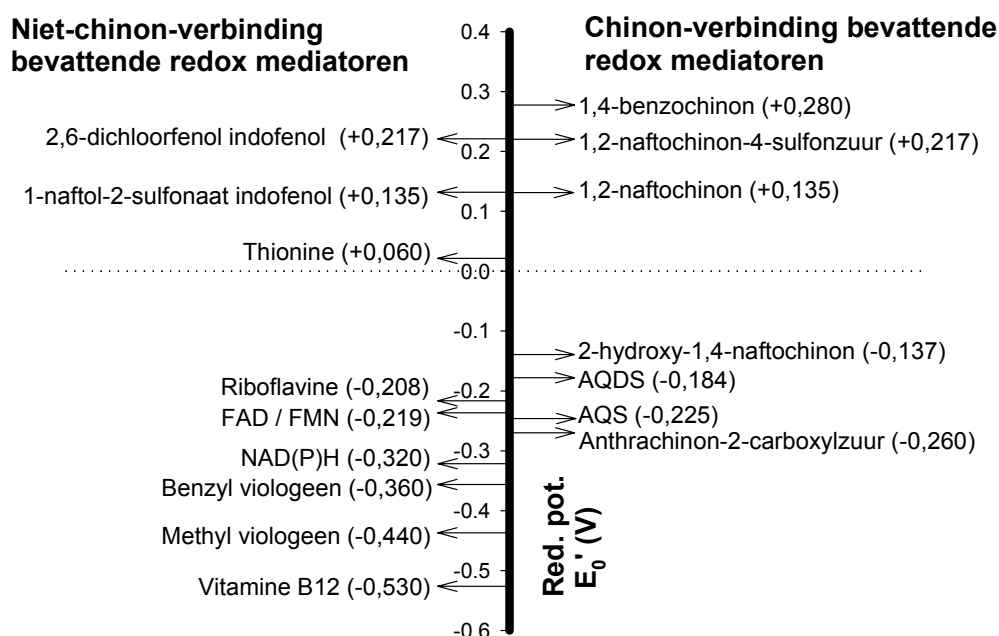 Niet-chinon-verbinding
bevattende redox mediatoren
Chinon-verbinding bevattende
redox mediatoren
0.4
0.3
0.2
0.1
0.0
-0.1
-0.2
-0.3
-0.4
-0.5
-0.6
2,6-dichloorfenol indofenol (+0,217)
1-naftol-2-sulfonaat indofenol (+0,135)
Thionine (+0,060)
Riboflavine (-0,208)
FAD / FMN (-0,219)
NAD(P)H (-0,320)
Benzyl viologeen (-0,360)
Methyl viologeen (-0,440)
Vitamine B12 (-0,530)
1,4-benzochinon (+0,280)
1,2-naftochinon-4-sulfonzuur (+0,217)
1,2-naftochinon (+0,135)
2-hydroxy-1,4-naftochinon (-0,137)
AQDS (-0,184)
AQS (-0,225)
Anthrachinon-2-carboxylzuur (-0,260)
Red. pot.
E0' (V)